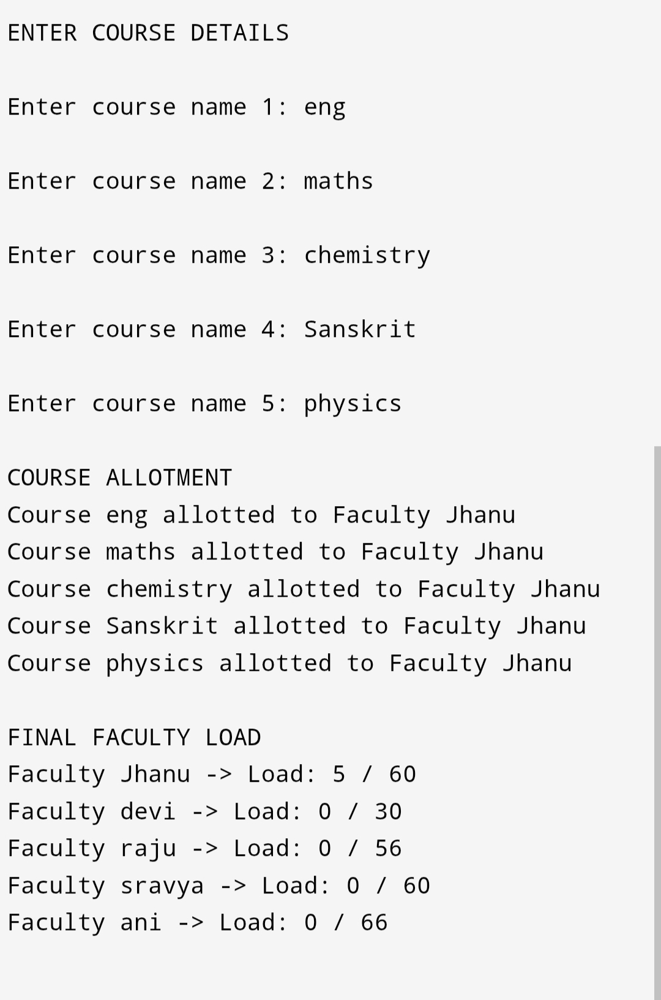 ENTER COURSE DETAILS
Enter course name 1: eng
Enter course name 2: maths
Enter course name 3: chemistry
Enter course name 4: Sanskrit
Enter course name 5: physics
COURSE ALLOTMENT
Course eng allotted to Faculty Jhanu
Course maths allotted to Faculty Jhanu
Course chemistry allotted to Faculty Jhanu
Course Sanskrit allotted to Faculty Jhanu
Course physics allotted to Faculty Jhanu
FINAL FACULTY LOAD
Faculty Jhanu -> Load: 5 / 60
Faculty devi -> Load: 0 / 30
Faculty raju -> Load: 0 / 56
Faculty sravya -> Load: 0 / 60
Faculty ani -> Load: 0 / 66